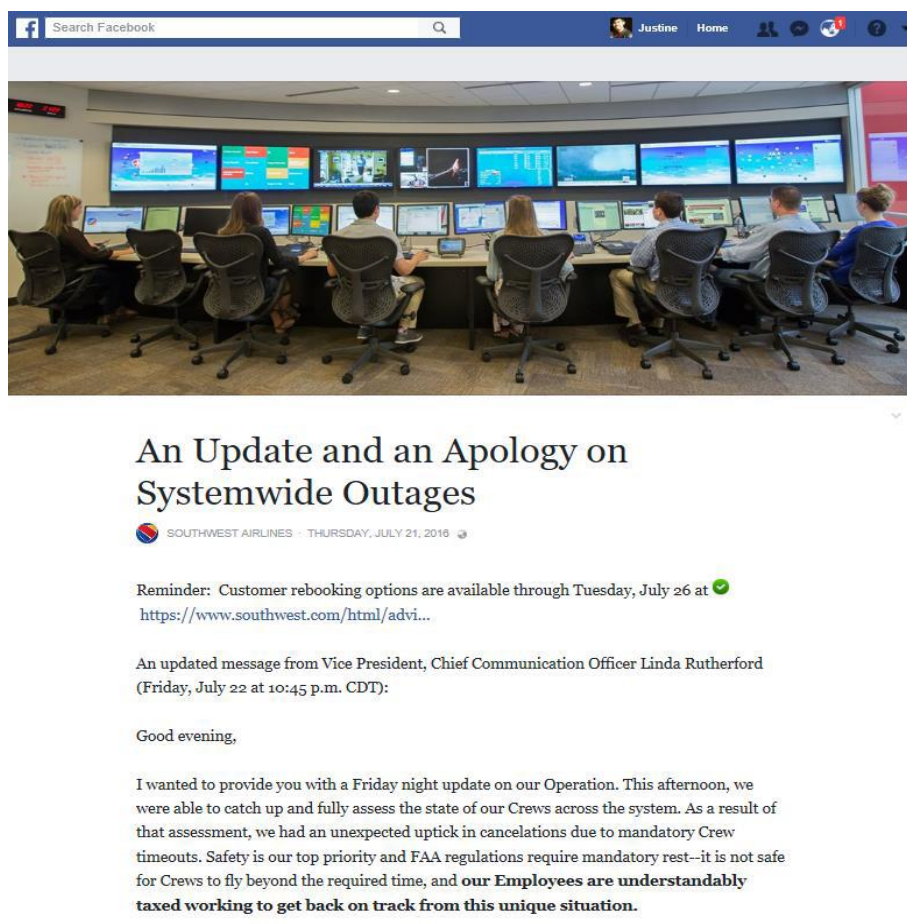 Search Facebook
Justine Home
1
An Update and an Apology on
Systemwide Outages
SOUTHWEST AIRLINES · THURSDAY, JULY 21, 2016
Reminder:  Customer rebooking options are available through Tuesday, July 26 at
https://www.southwest.com/html/advi...
An updated message from Vice President, Chief Communication Officer Linda Rutherford
(Friday, July 22 at 10:45 p.m. CDT):
Good evening,
I wanted to provide you with a Friday night update on our Operation. This afternoon, we
were able to catch up and fully assess the state of our Crews across the system. As a result of
that assessment, we had an unexpected uptick in cancelations due to mandatory Crew
timeouts. Safety is our top priority and FAA regulations require mandatory rest--it is not safe
for Crews to fly beyond the required time, and our Employees are understandably
taxed working to get back on track from this unique situation.